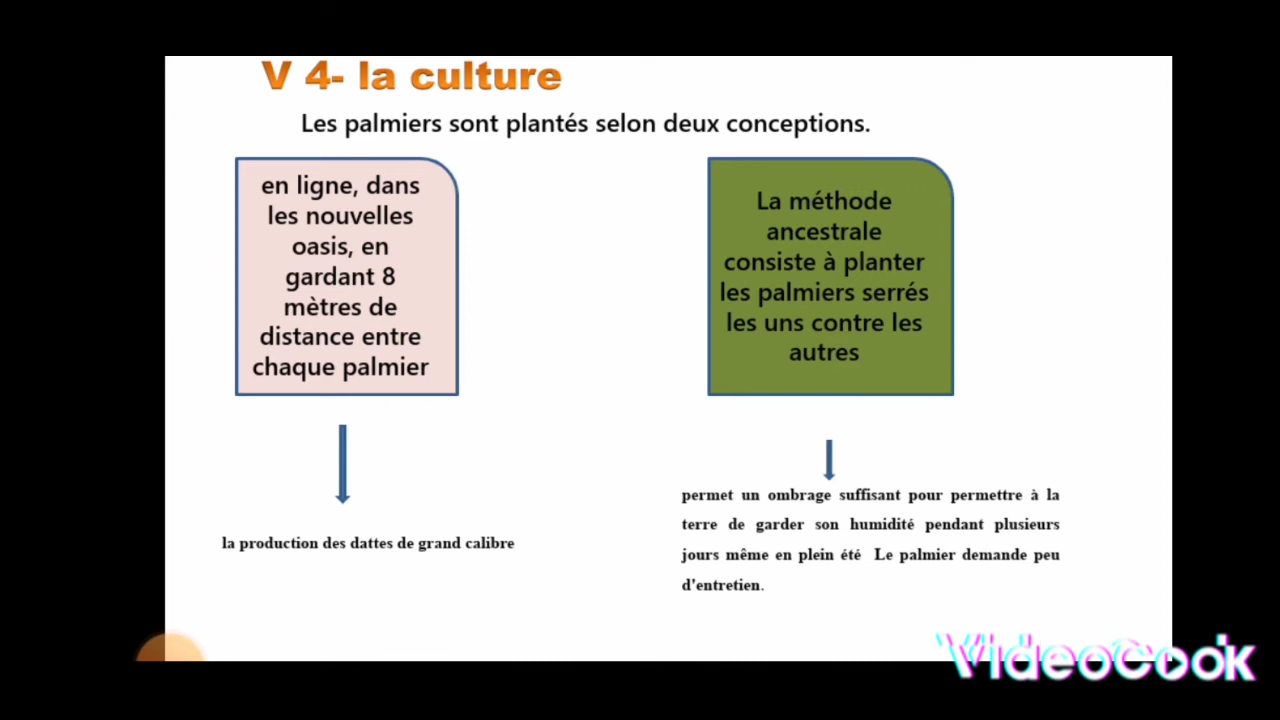 V 4- la culture
Les palmiers sont plantés selon deux conceptions.
en ligne, dans
les nouvelles
oasis, en
gardant 8
mètres de
distance entre
chaque palmier
La méthode
ancestrale
consiste à planter
les palmiers serrés
les uns contre les
autres
la production des dattes de grand calibre
permet un ombrage suffisant pour permettre à la
terre de garder son humidité pendant plusieurs
jours même en plein été Le palmier demande peu
d'entretien.
VideoCook